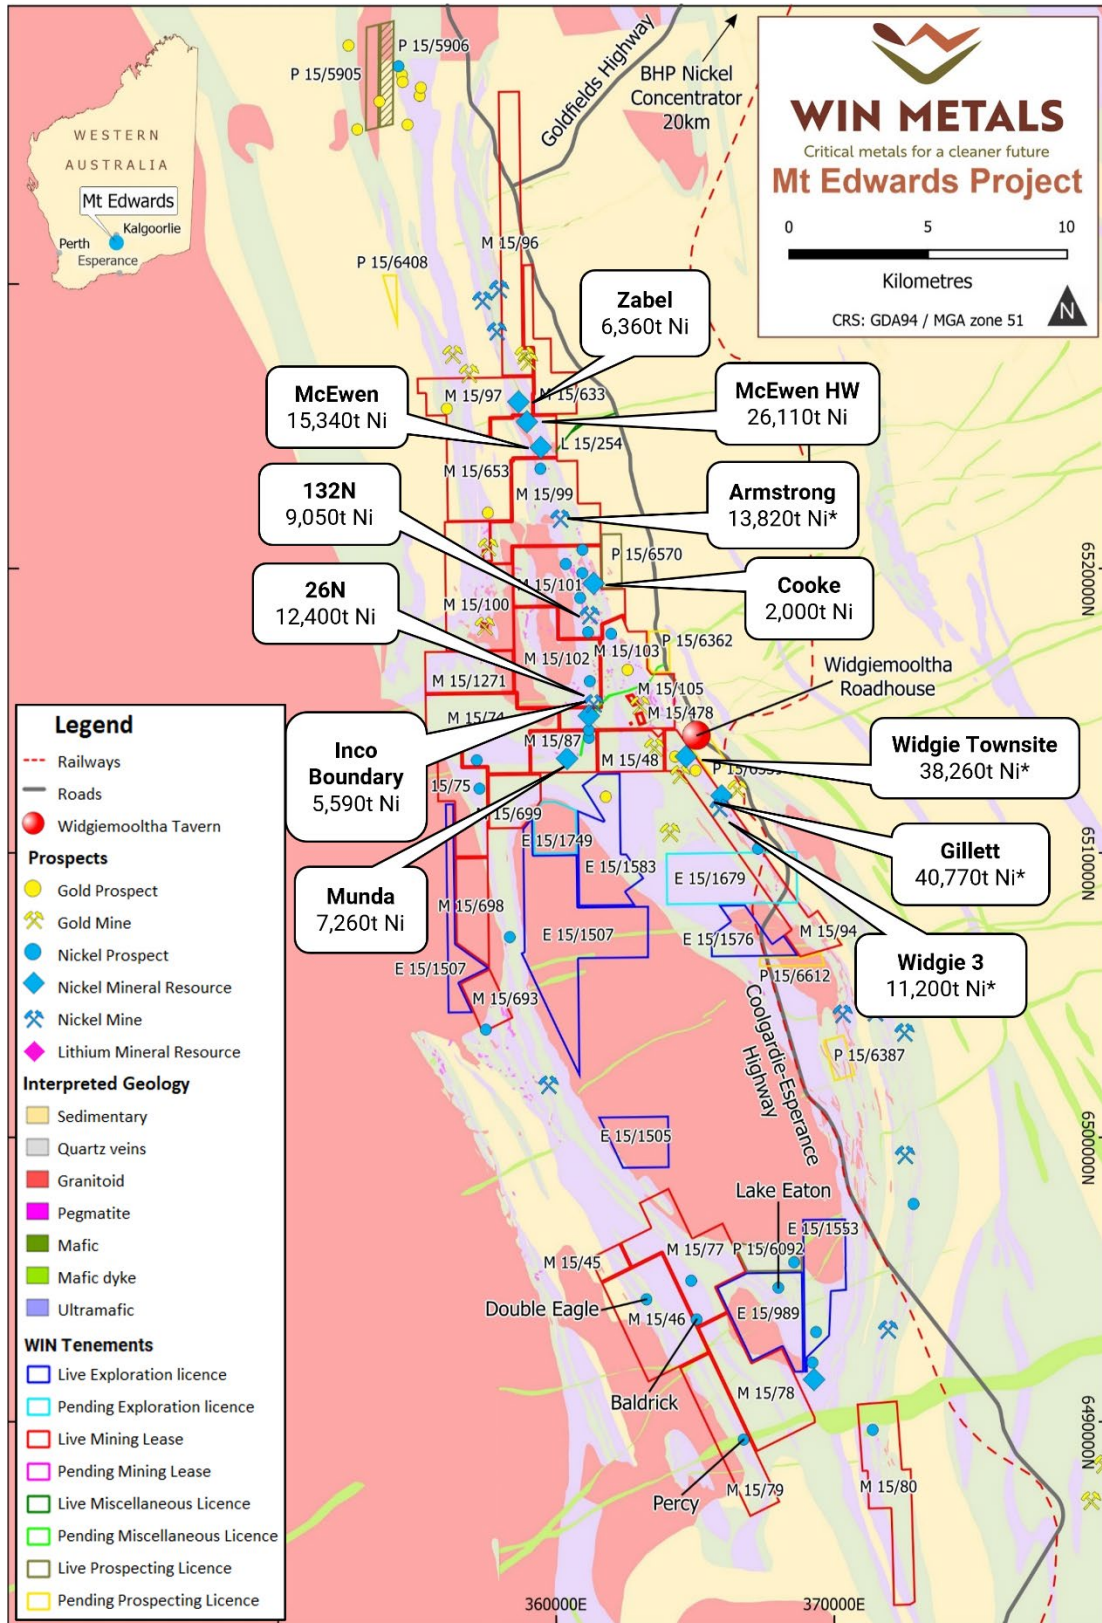 P 15/5906
P 15/5905
Goldfields Highway
BHP Nickel
Concentrator
20km
WIN METALS
Critical metals for a cleaner future
Mt Edwards Project
0 5 10
Kilometres
CRS: GDA94 / MGA zone 51
N
WESTERN
AUSTRALIA
Mt Edwards
Kalgoorlie
Perth
Esperance
M 15/96
P 15/6408
Zabel
6,360t Ni
McEwen
15,340t Ni
M 15/97
M 15/633
McEwen HW
26,110t Ni
L 15/254
M 15/653
M 15/99
132N
9,050t Ni
Armstrong
13,820t Ni*
P 15/6570
6520000N
M 15/101
Cooke
2,000t Ni
26N
12,400t Ni
M 15/100
P 15/6362
M 15/103
M 15/102
M 15/1271
Widgiemooltha
Roadhouse
M 15/105
M 15/478
M 15/74
M 15/87
M 15/48
Inco
Boundary
5,590t Ni
Widgie Townsite
38,260t Ni*
15/75
M 15/699
E 15/1749
E 15/1583
Gillett
40,770t Ni*
6510000N
Munda
7,260t Ni
E 15/1679
M 15/698
M 15/94
E 15/1507
E 15/1576
Widgie 3
11,200t Ni*
E 15/1507
P 15/6612
M 15/693
P 15/6387
Coolgardie-Esperance
Highway
E 15/1505
6500000N
Lake Eaton
E 15/1553
M 15/77
P 15/6092
M 15/45
Double Eagle
M 15/46
E 15/989
Baldrick
M 15/78
6490000N
Percy
M 15/79
M 15/80
360000E
370000E
Legend
Railways
Roads
Widgiemooltha Tavern
Prospects
Gold Prospect
Gold Mine
Nickel Prospect
Nickel Mineral Resource
Nickel Mine
Lithium Mineral Resource
Interpreted Geology
Sedimentary
Quartz veins
Granitoid
Pegmatite
Mafic
Mafic dyke
Ultramafic
WIN Tenements
Live Exploration licence
Pending Exploration licence
Live Mining Lease
Pending Mining Lease
Live Miscellaneous Licence
Pending Miscellaneous Licence
Live Prospecting Licence
Pending Prospecting Licence